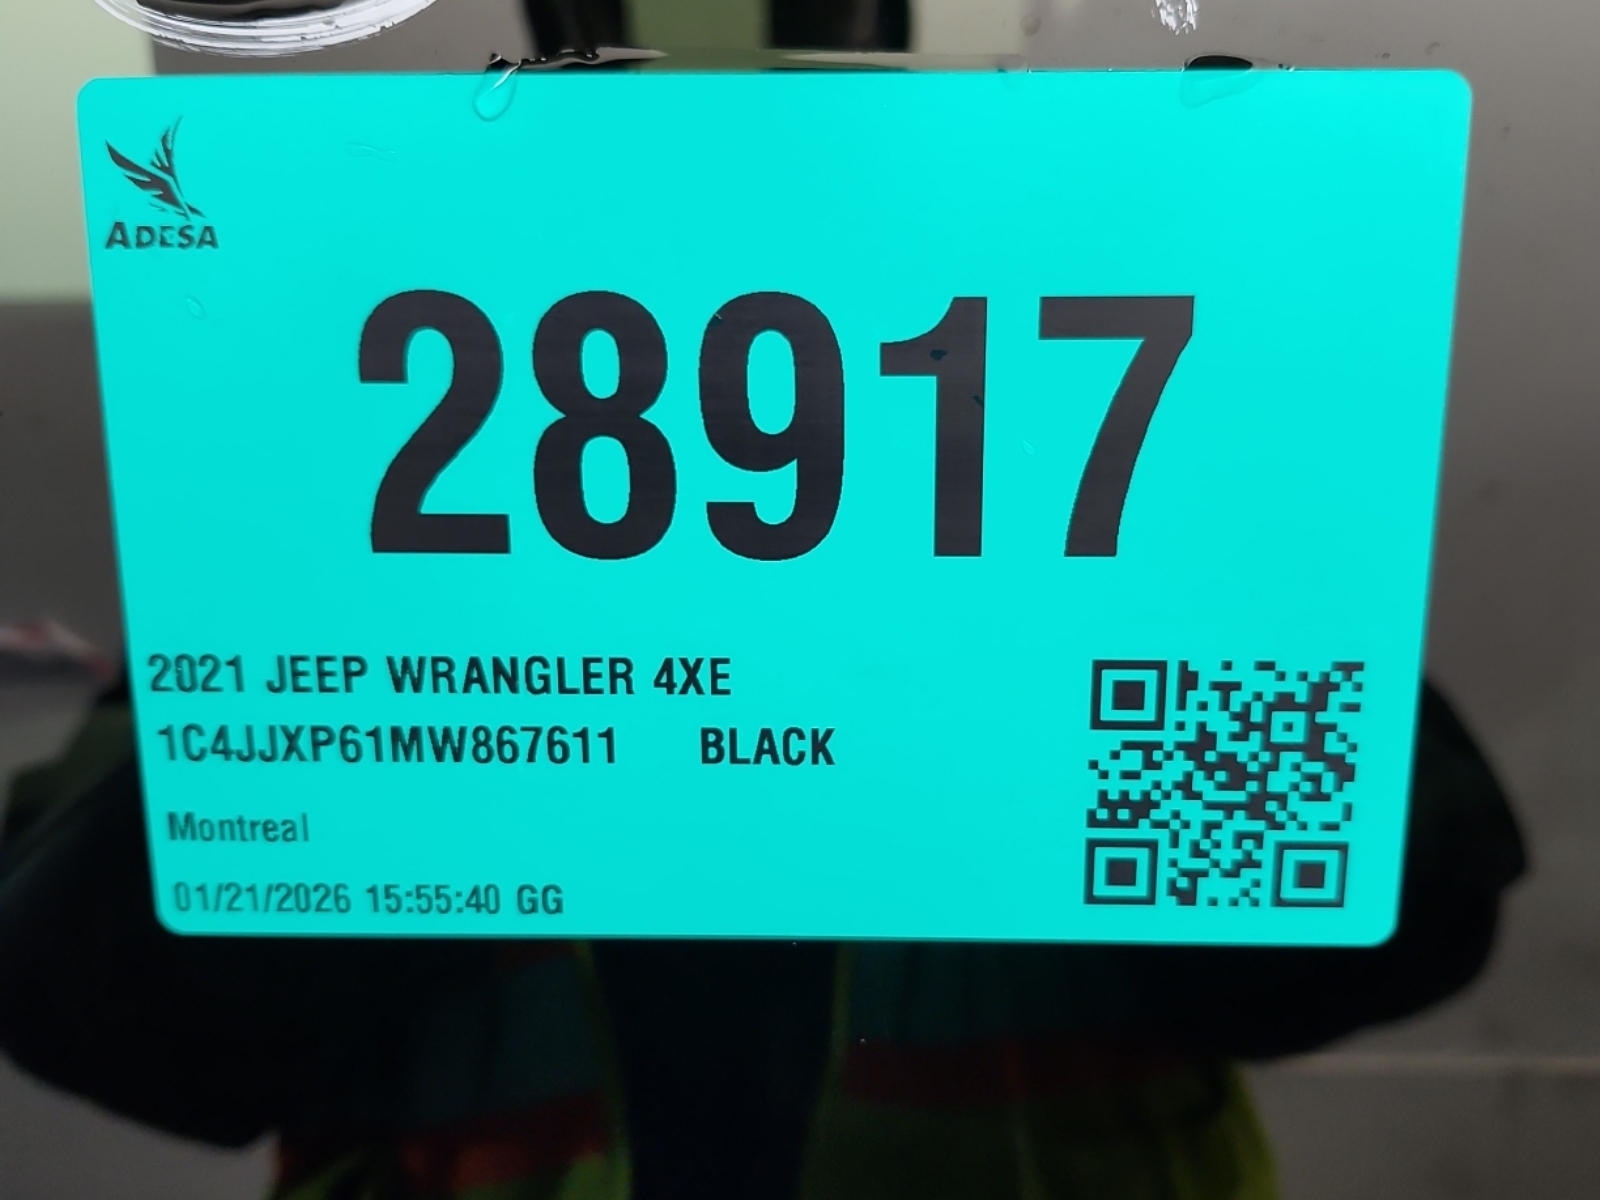 ADESA
28917
2021 JEEP WRANGLER 4XE
1C4JJXP61MW867611 BLACK
Montreal
01/21/2026 15:55:40 GG